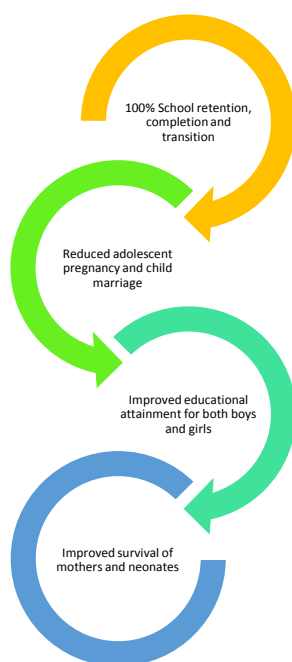 100% School retention,
completion and
transition
Reduced adolescent
pregnancy and child
marriage
Improved educational
attainment for both boys
and girls
Improved survival of
mothers and neonates